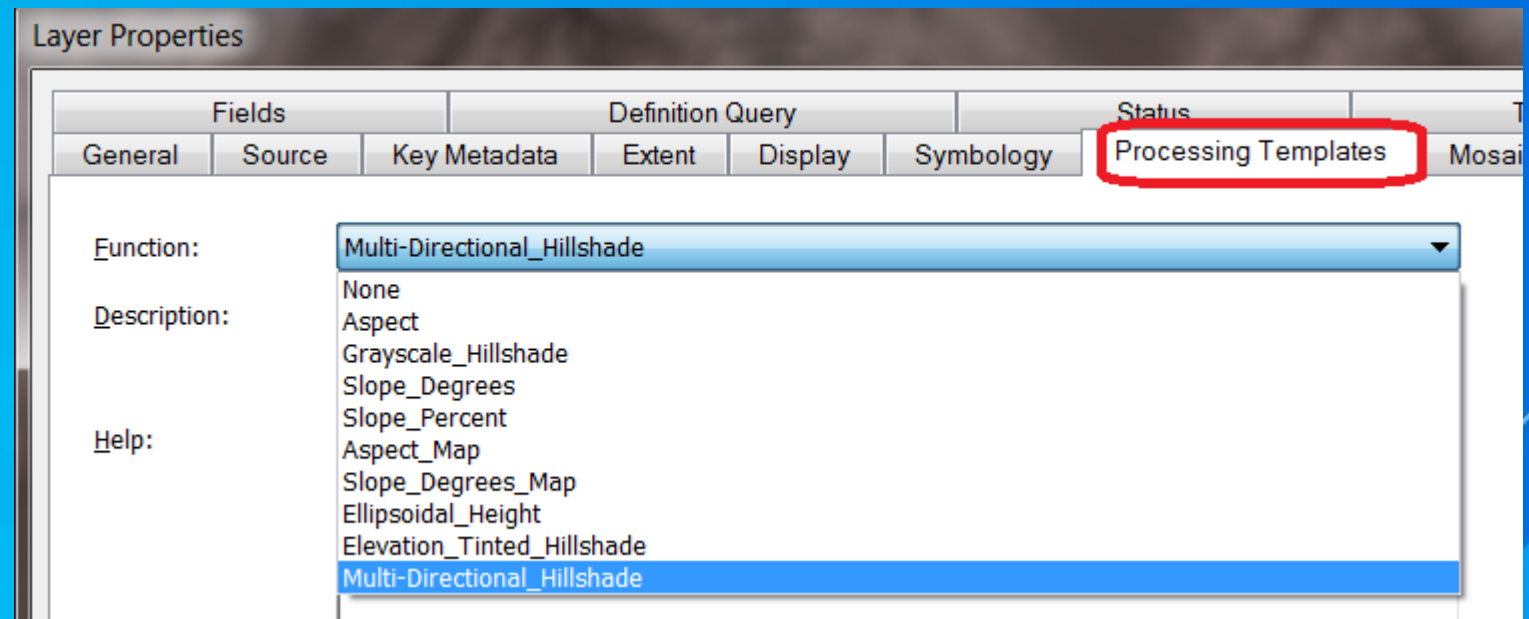 Layer Properties
Fields Definition Query Status T
General Source Key Metadata Extent Display Symbology Processing Templates Mosai
Function: Multi-Directional_Hillshade
None
Description:
Aspect
Grayscale_Hillshade
Slope_Degrees
Slope_Percent
Help:
Aspect_Map
Slope_Degrees_Map
Ellipsoidal_Height
Elevation_Tinted_Hillshade
Multi-Directional_Hillshade